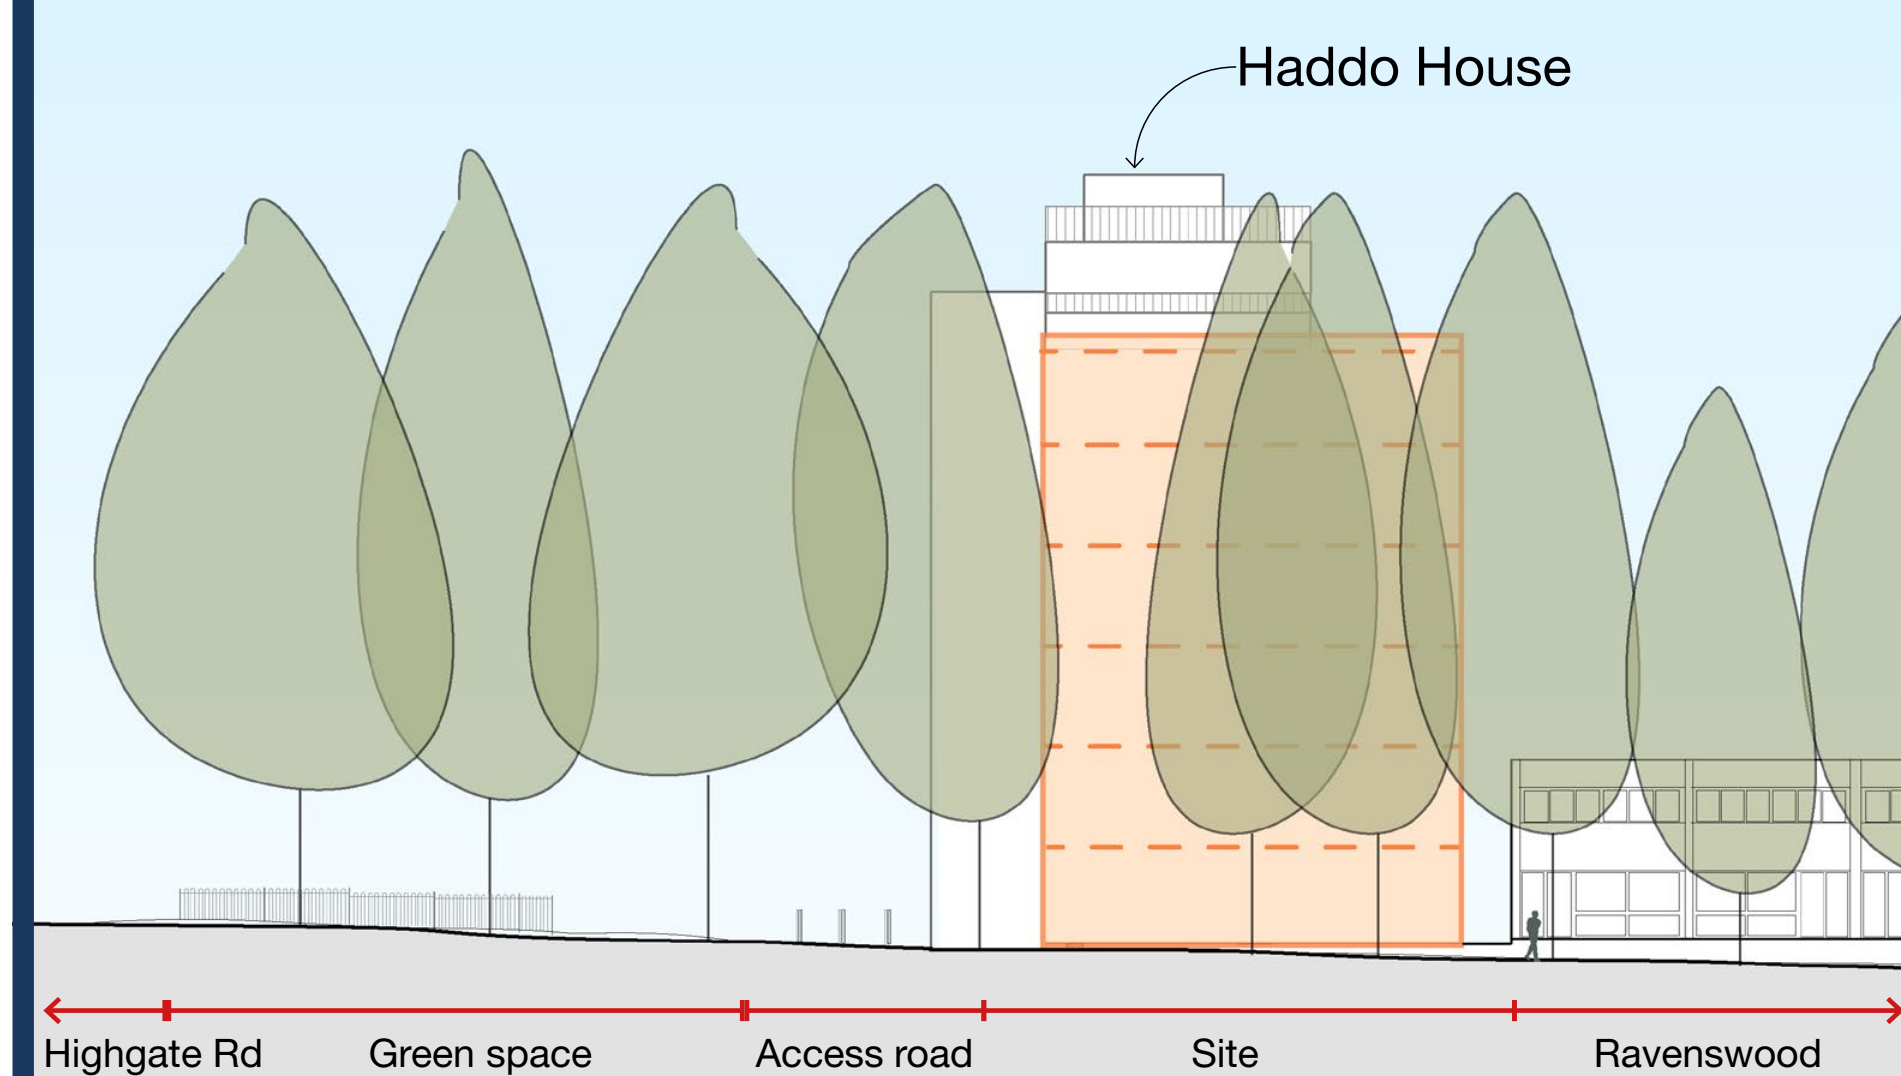 Haddo House
Highgate Rd
Green space
Access road
Site
Ravenswood